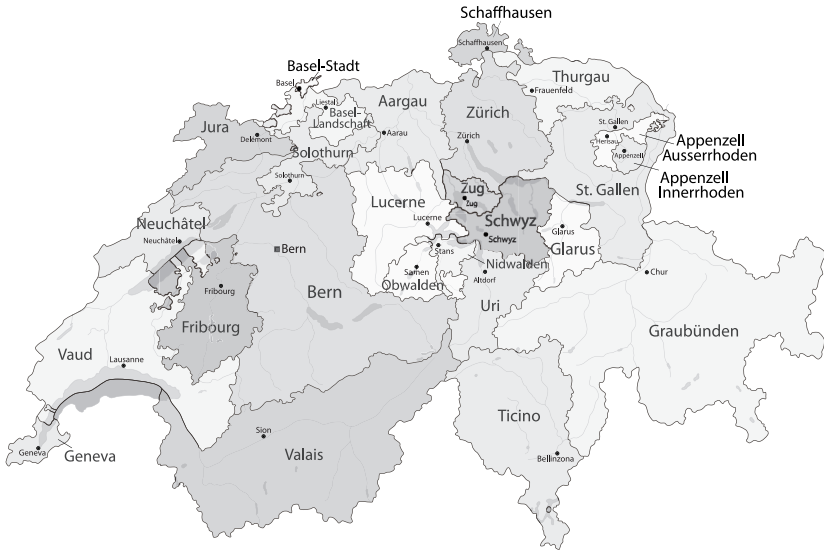 Schaffhausen
Schaffhausen
Basel-Stadt
Basel
Thurgau
Frauenfeld
Liestal
Basel-
Landschaft
Aargau
Aarau
Zürich
Zürich
Jura
Delémont
Solothurn
Solothurn
St. Gallen
Herisau
Appenzell
Appenzell
Ausserrhoden
Appenzell
Innerrhoden
St. Gallen
Zug
Zug
Lucerne
Lucerne
Schwyz
Schwyz
Glarus
Glarus
Neuchâtel
Neuchâtel
Bern
Bern
Stans
Nidwalden
Sarnen
Obwalden
Altdorf
Uri
Chur
Graubünden
Fribourg
Fribourg
Vaud
Lausanne
Ticino
Bellinzona
Sion
Valais
Geneva
Geneva